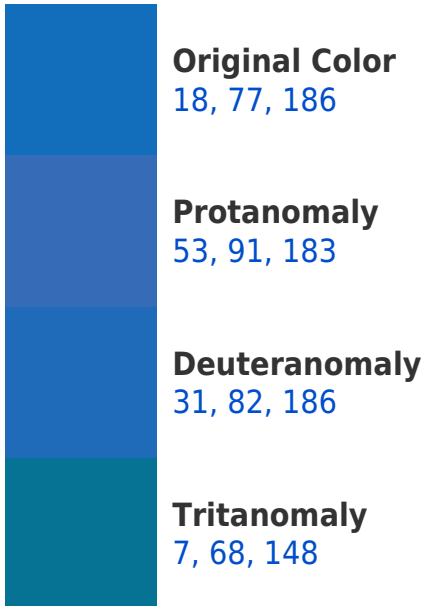 Original Color
18, 77, 186
Protanomaly
53, 91, 183
Deuteranomaly
31, 82, 186
Tritanomaly
7, 68, 148